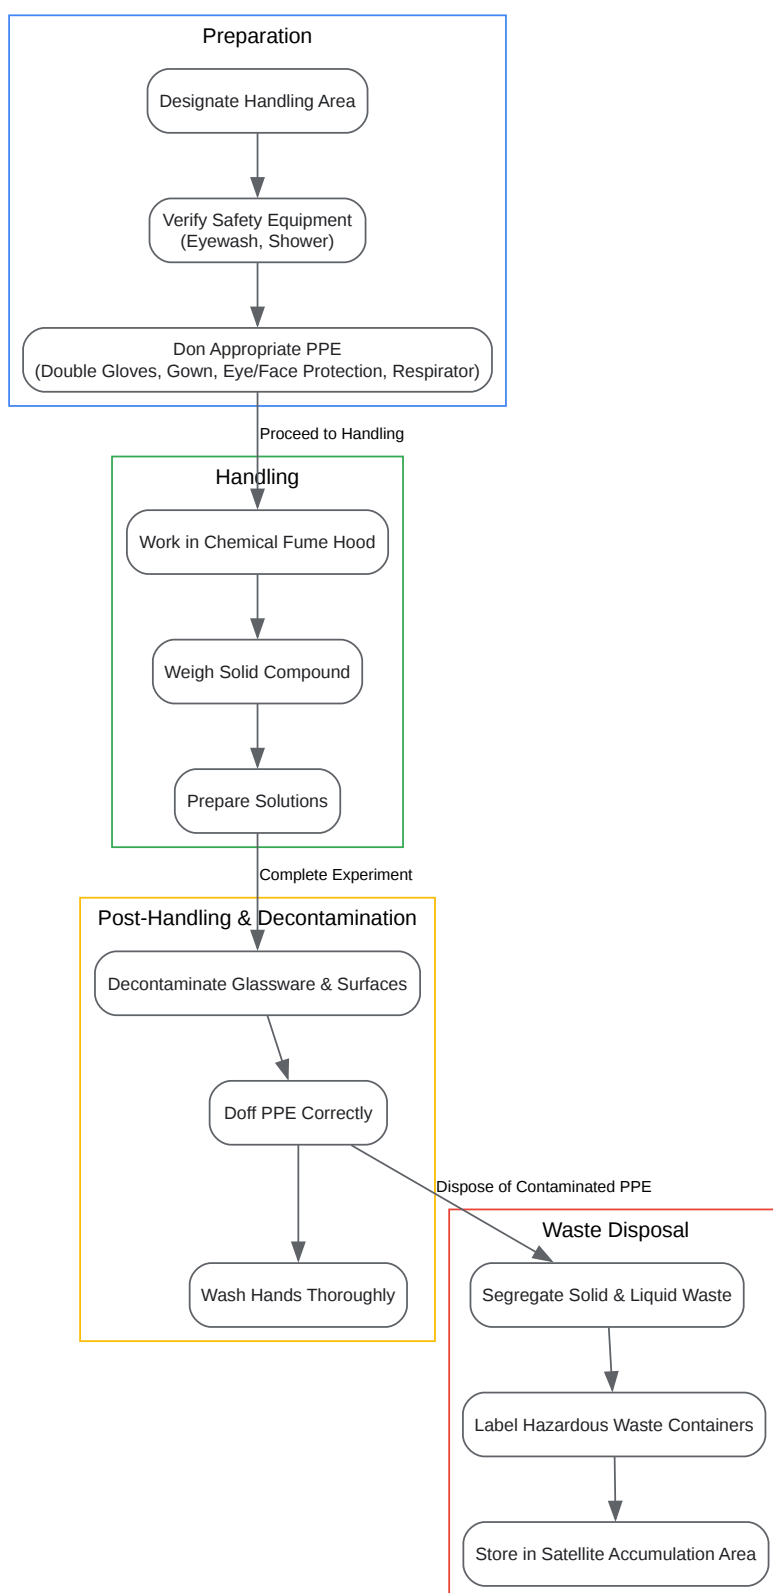 Preparation
Designate Handling Area
Verify Safety Equipment
(Eyewash, Shower)
Don Appropriate PPE
(Double Gloves, Gown, Eye/Face Protection, Respirator)
Proceed to Handling
Handling
Work in Chemical Fume Hood
Weigh Solid Compound
Prepare Solutions
Complete Experiment
Post-Handling & Decontamination
Decontaminate Glassware & Surfaces
Doff PPE Correctly
Dispose of Contaminated PPE
Waste Disposal
Wash Hands Thoroughly
Segregate Solid & Liquid Waste
Label Hazardous Waste Containers
Store in Satellite Accumulation Area